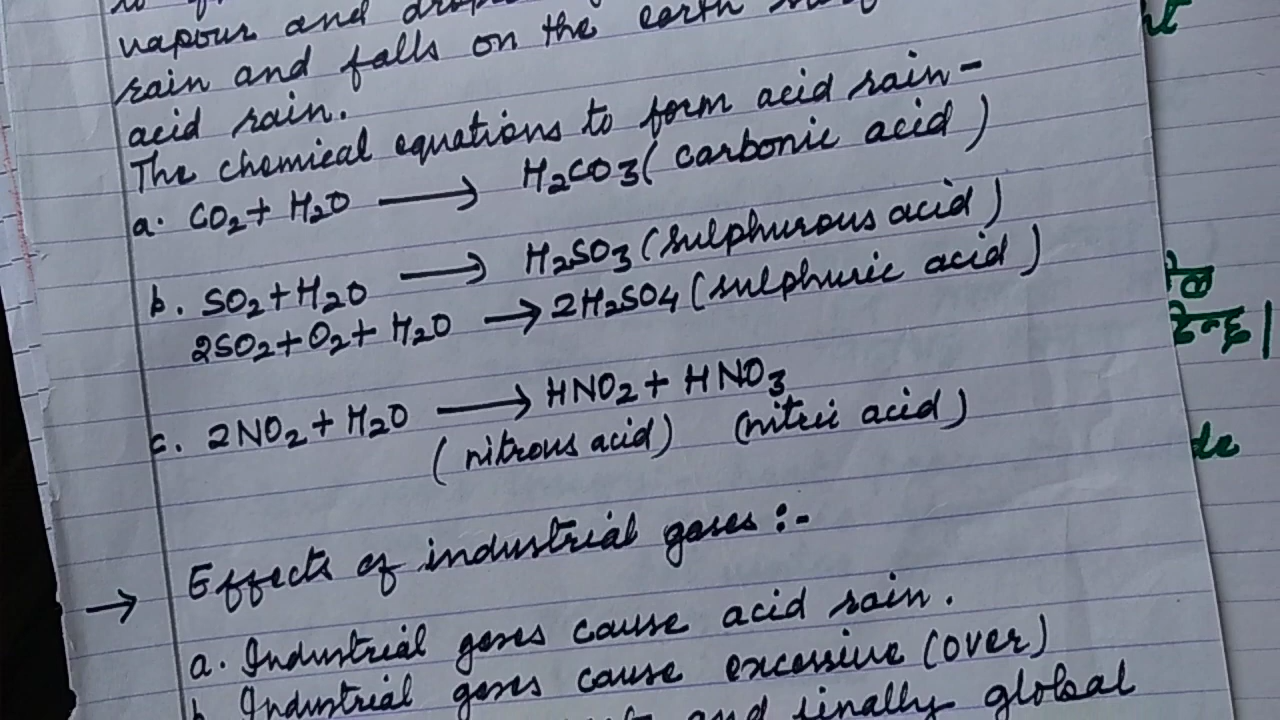 vapour and
rain and falls on the earth
acid rain.
The chemical equations to form acid rain-
a. CO2+ H2O ⟶ H2CO3( carbonic acid )
b. SO2+H2O ⟶ H2SO3 (sulphurous acid )
2SO2+O2+ H2O → 2H2SO4 (sulphuric acid )
c. 2NO2+ H2O ⟶ HNO2 + HNO3
( nitrous acid) (nitric acid )
→ Effects of industrial gases :-
a. Industrial gases cause acid rain.
b. Industrial gases cause excessive (over)
and finally global
de